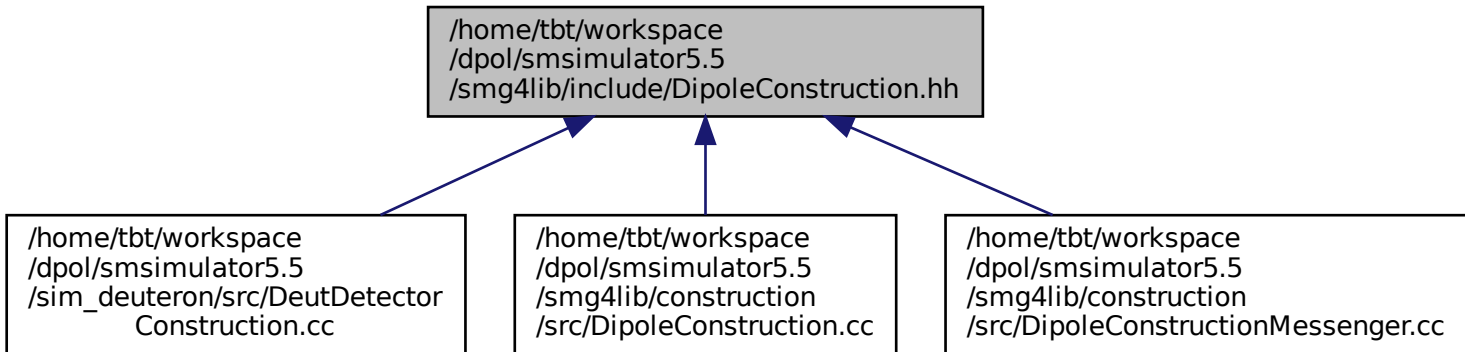 /home/tbt/workspace
/dpol/smsimulator5.5
/smg4lib/include/DipoleConstruction.hh
/home/tbt/workspace
/dpol/smsimulator5.5
/sim_deuteron/src/DeutDetector
Construction.cc
/home/tbt/workspace
/dpol/smsimulator5.5
/smg4lib/construction
/src/DipoleConstruction.cc
/home/tbt/workspace
/dpol/smsimulator5.5
/smg4lib/construction
/src/DipoleConstructionMessenger.cc